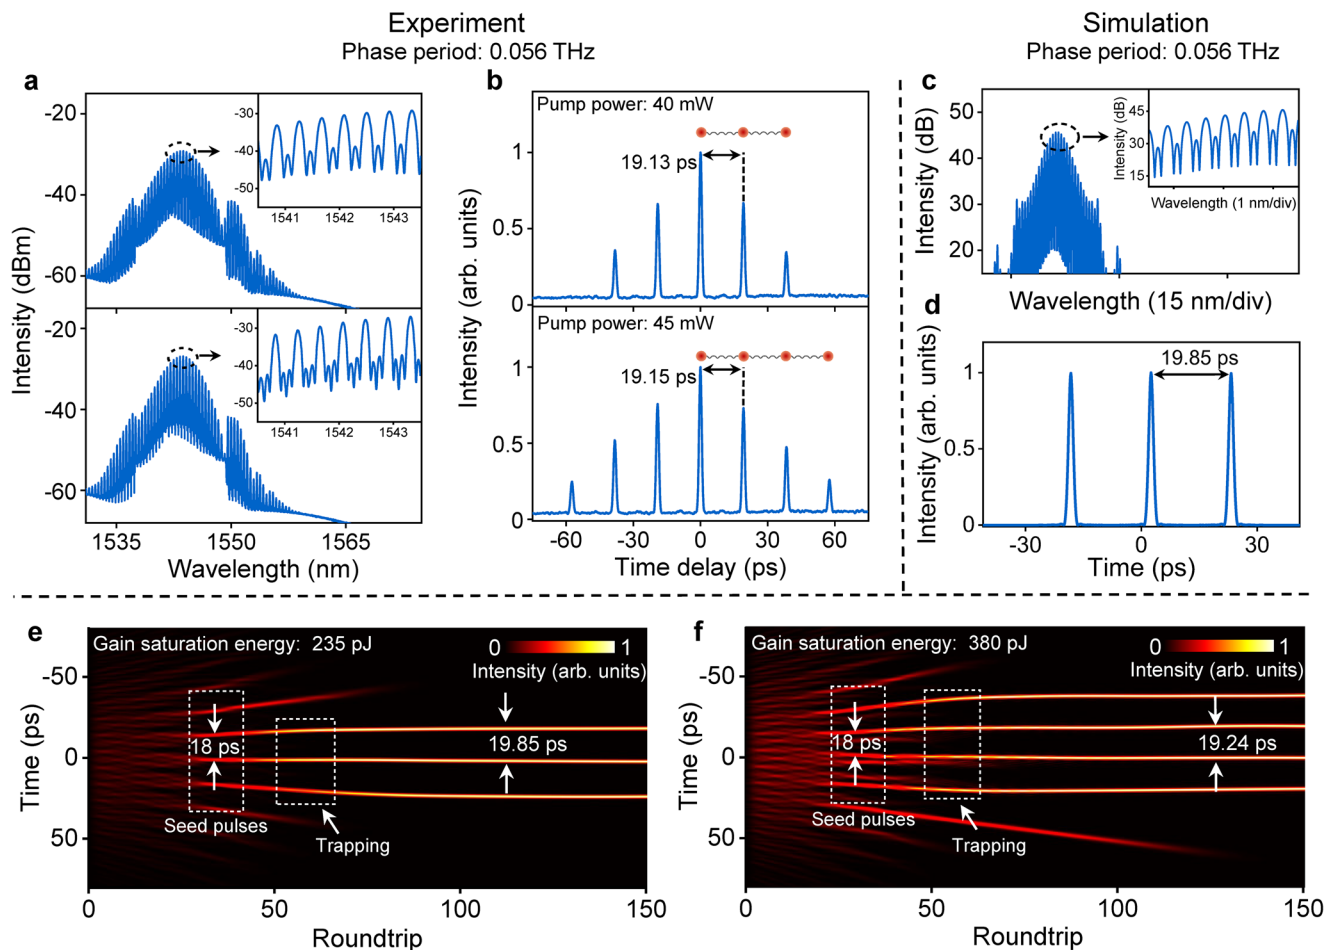 Experiment
Phase period: 0.056 THz
Simulation
Phase period: 0.056 THz
a
Intensity (dBm)
-20
-40
-60
-20
-40
-60
-30
-40
-50
1541
1542
1543
-30
-40
-50
1541
1542
1543
1535
1550
1565
Wavelength (nm)
b
Pump power: 40 mW
19.13 ps
Intensity (arb. units)
1
0.5
0
Pump power: 45 mW
19.15 ps
1
0.5
0
-60
-30
0
30
60
Time delay (ps)
c
Intensity (dB)
50
40
30
20
Intensity (dB)
45
30
15
Wavelength (1 nm/div)
Wavelength (15 nm/div)
d
Intensity (arb. units)
1
0.5
0
19.85 ps
-30
0
30
Time (ps)
e
Gain saturation energy: 235 pJ
0
1
Intensity (arb. units)
Time (ps)
-50
0
50
18 ps
19.85 ps
Seed pulses
Trapping
0
50
100
150
Roundtrip
f
Gain saturation energy: 380 pJ
0
1
Intensity (arb. units)
Time (ps)
-50
0
50
18 ps
19.24 ps
Seed pulses
Trapping
0
50
100
150
Roundtrip